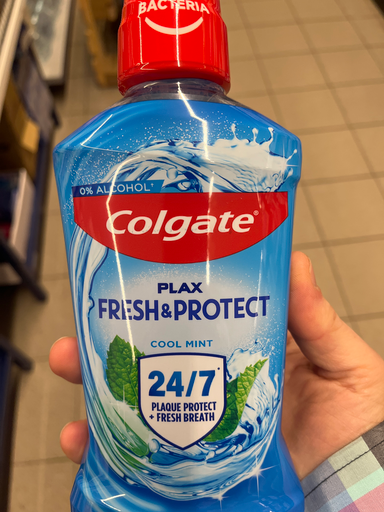 BACTERIA
0% ALCOHOL*
Colgate®
PLAX
FRESH&PROTECT
COOL MINT
24/7*
PLAQUE PROTECT
+ FRESH BREATH